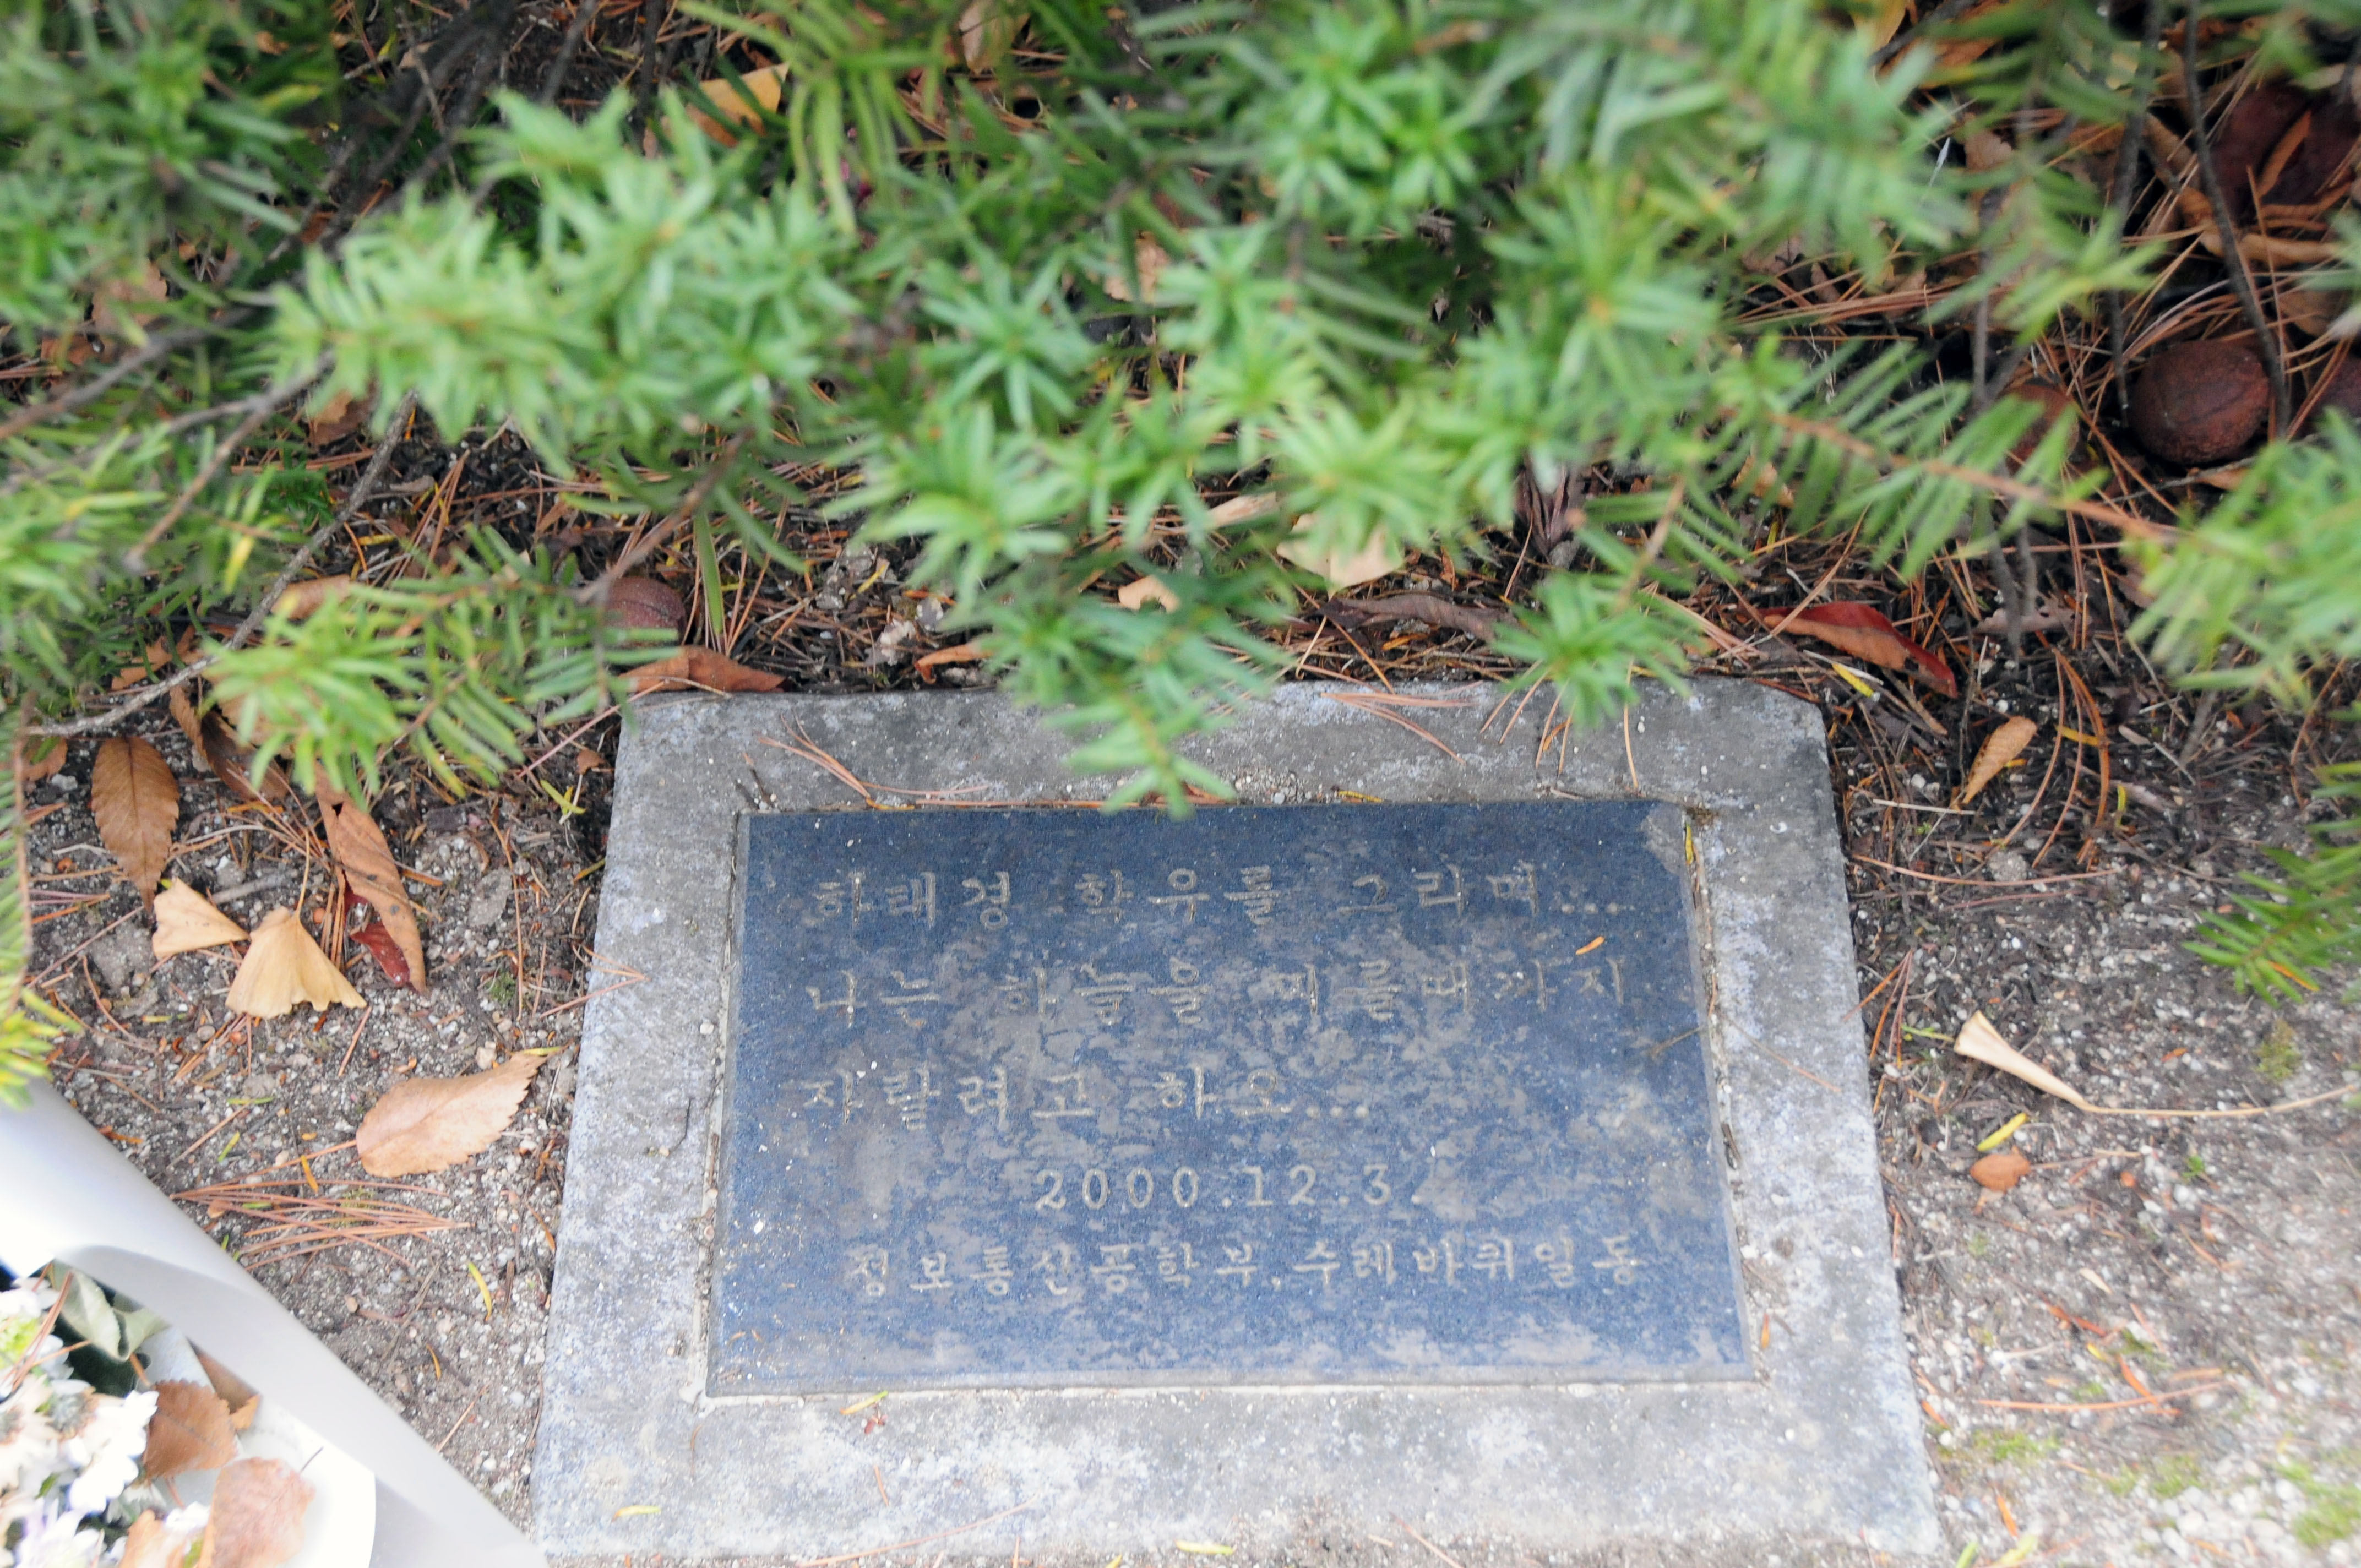 하태경 학우를 그리며...
나는 하늘을 찌를때까지
자랄려고 하오...
2000.12.3.
정보통신공학부.수레바퀴일동